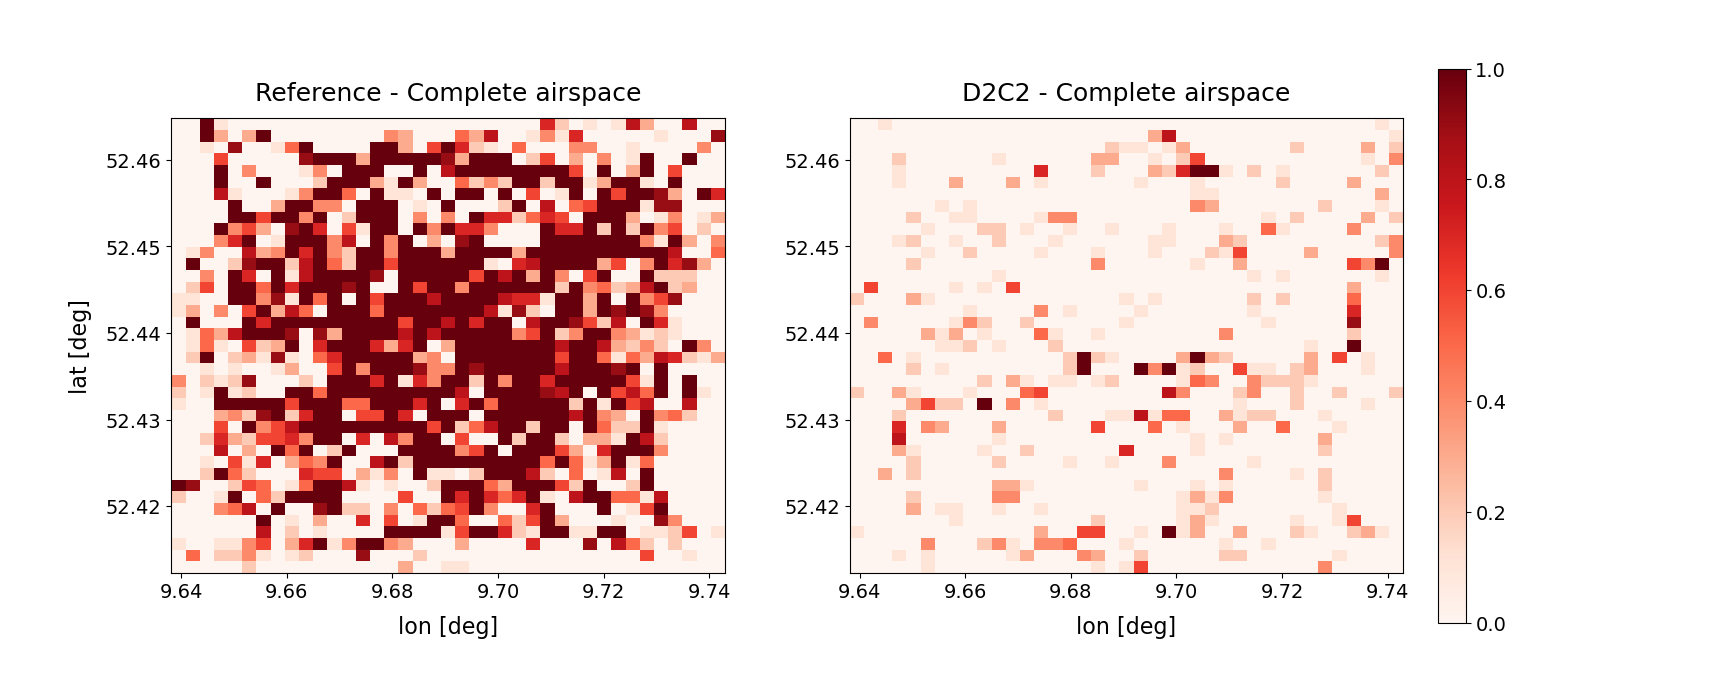 Reference - Complete airspace
D2C2 - Complete airspace
lat [deg]
52.46
52.45
52.44
52.43
52.42
9.64 9.66 9.68 9.70 9.72 9.74
lon [deg]
52.46
52.45
52.44
52.43
52.42
9.64 9.66 9.68 9.70 9.72 9.74
lon [deg]
1.0
0.8
0.6
0.4
0.2
0.0